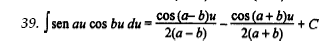 39. ∫ sen au cos bu du = cos (a– b)u / 2(a – b) – cos (a + b)u / 2(a + b) + C